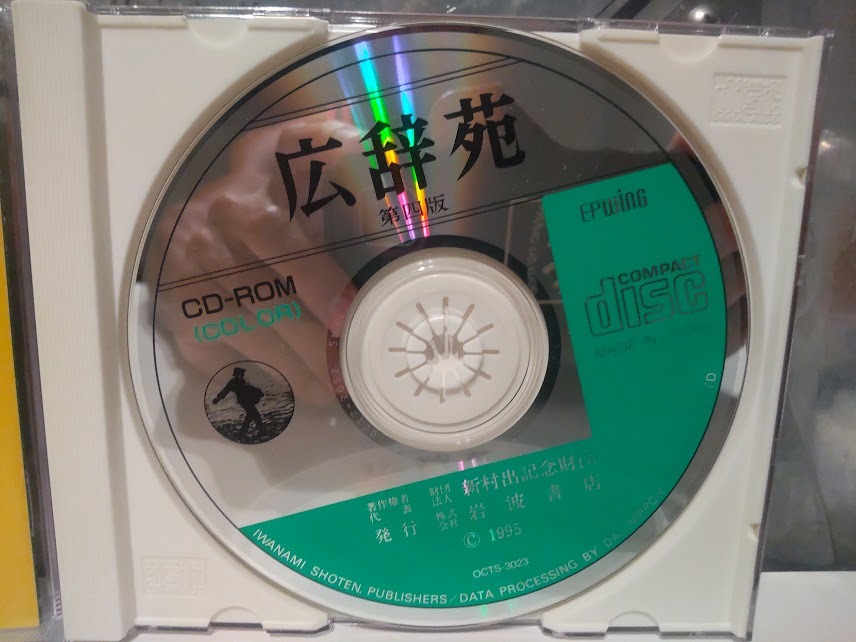 広辞苑
第四版
EPWING
CD-ROM
(COLOR)
COMPACT
disc
MADE IN
著作権者
代表
財団
法人
新村出記念財団
発行
株式
会社
岩波書店
Ⓒ 1995
OCTS-3023
IWANAMI SHOTEN, PUBLISHERS/DATA PROCESSING BY